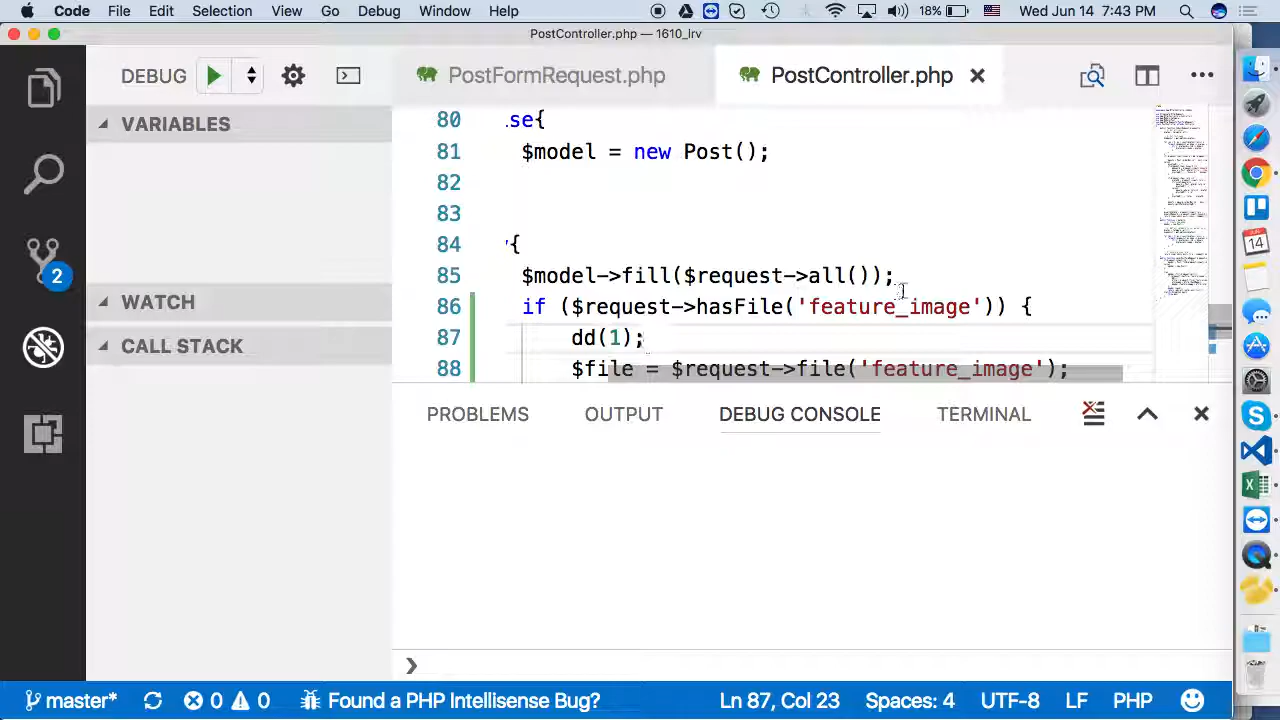 Code File Edit Selection View Go Debug Window Help 18% Wed Jun 14 7:43 PM
PostController.php — 1610_lrv
DEBUG
PostFormRequest.php
PostController.php
VARIABLES
WATCH
CALL STACK
2
80 se{
81 $model = new Post();
82
83
84 {
85 $model->fill($request->all());
86 if ($request->hasFile('feature_image')) {
87 dd(1);
88 $file = $request->file('feature_image');
PROBLEMS OUTPUT DEBUG CONSOLE TERMINAL
14
master* 0 0 Found a PHP Intellisense Bug? Ln 87, Col 23 Spaces: 4 UTF-8 LF PHP